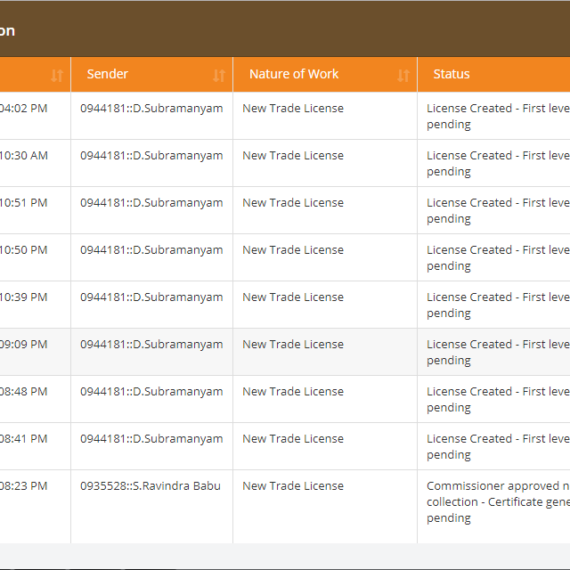 on
Sender Nature of Work Status
04:02 PM 0944181::D.Subramanyam New Trade License License Created - First leve
pending
10:30 AM 0944181::D.Subramanyam New Trade License License Created - First leve
pending
10:51 PM 0944181::D.Subramanyam New Trade License License Created - First leve
pending
10:50 PM 0944181::D.Subramanyam New Trade License License Created - First leve
pending
10:39 PM 0944181::D.Subramanyam New Trade License License Created - First leve
pending
09:09 PM 0944181::D.Subramanyam New Trade License License Created - First leve
pending
08:48 PM 0944181::D.Subramanyam New Trade License License Created - First leve
pending
08:41 PM 0944181::D.Subramanyam New Trade License License Created - First leve
pending
08:23 PM 0935528::S.Ravindra Babu New Trade License Commissioner approved n
collection - Certificate gene
pending